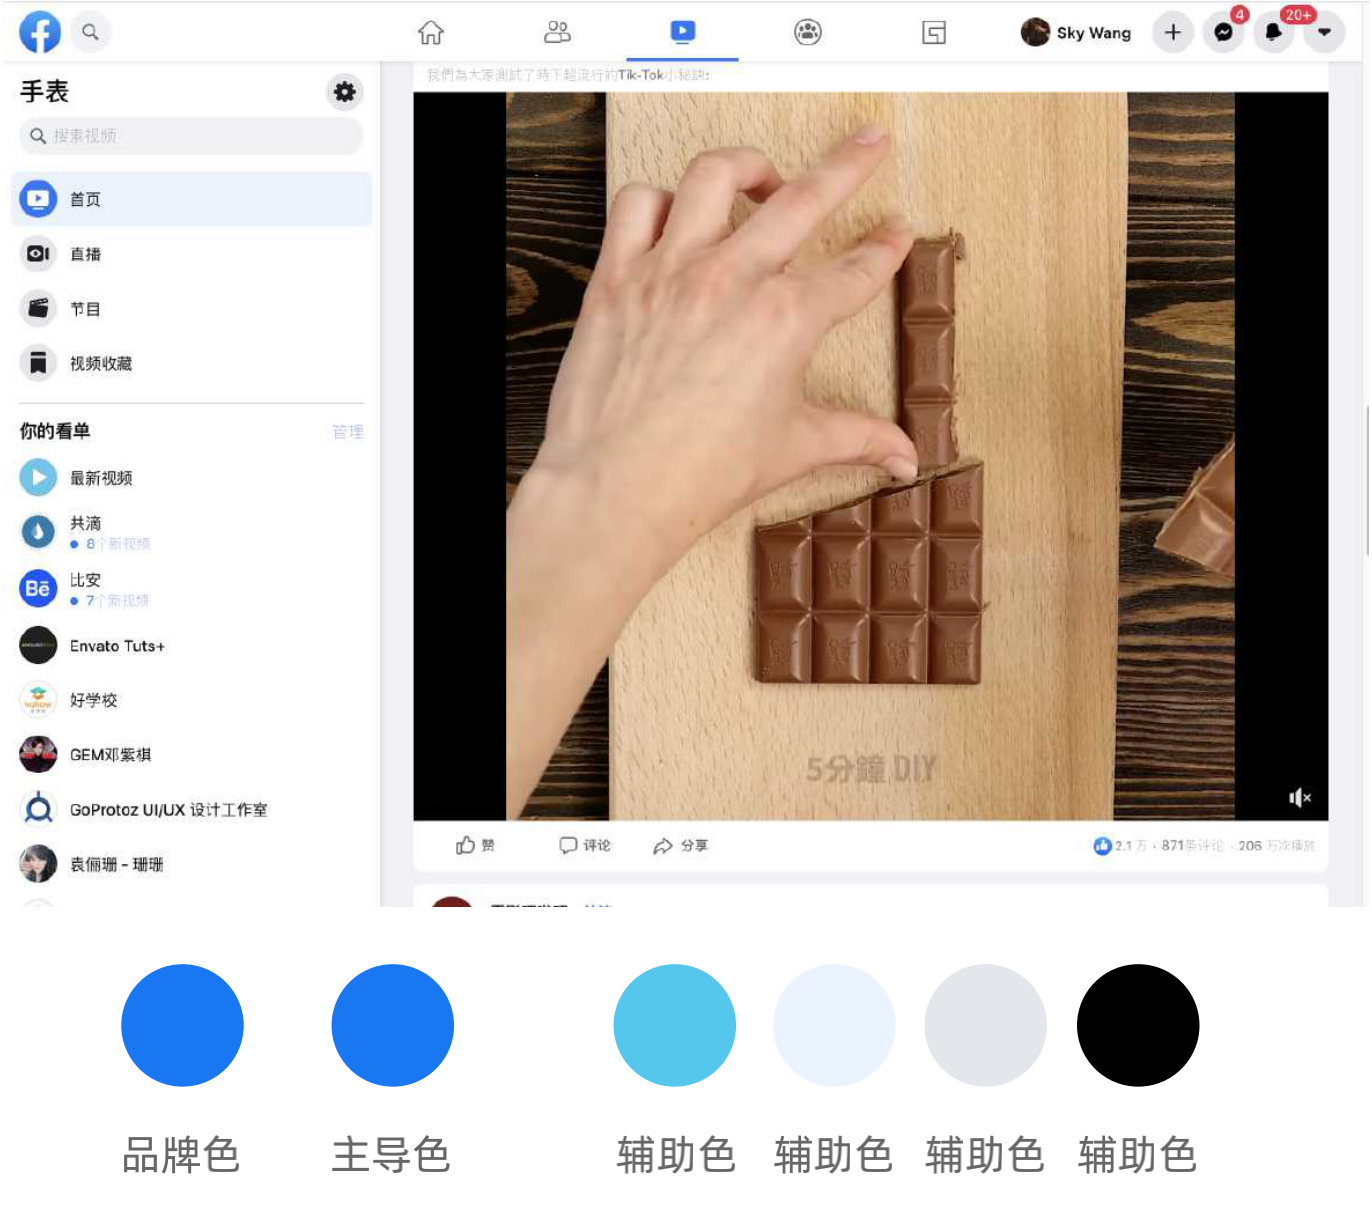 Sky Wang
4
20+
手表
搜索视频
首页
直播
节目
视频收藏
你的看单
管理
最新视频
共滴
8个新视频
Bē
比安
7个新视频
Envato Tuts+
好学校
GEM邓紫棋
GoProtoz UI/UX 设计工作室
袁俪珊 - 珊珊
我們為大家測試了時下超流行的Tik-Tok小秘訣:
5分鐘 DIY
赞
评论
分享
2.1 万 · 871条评论 · 206 万次播放
品牌色
主导色
辅助色
辅助色
辅助色
辅助色